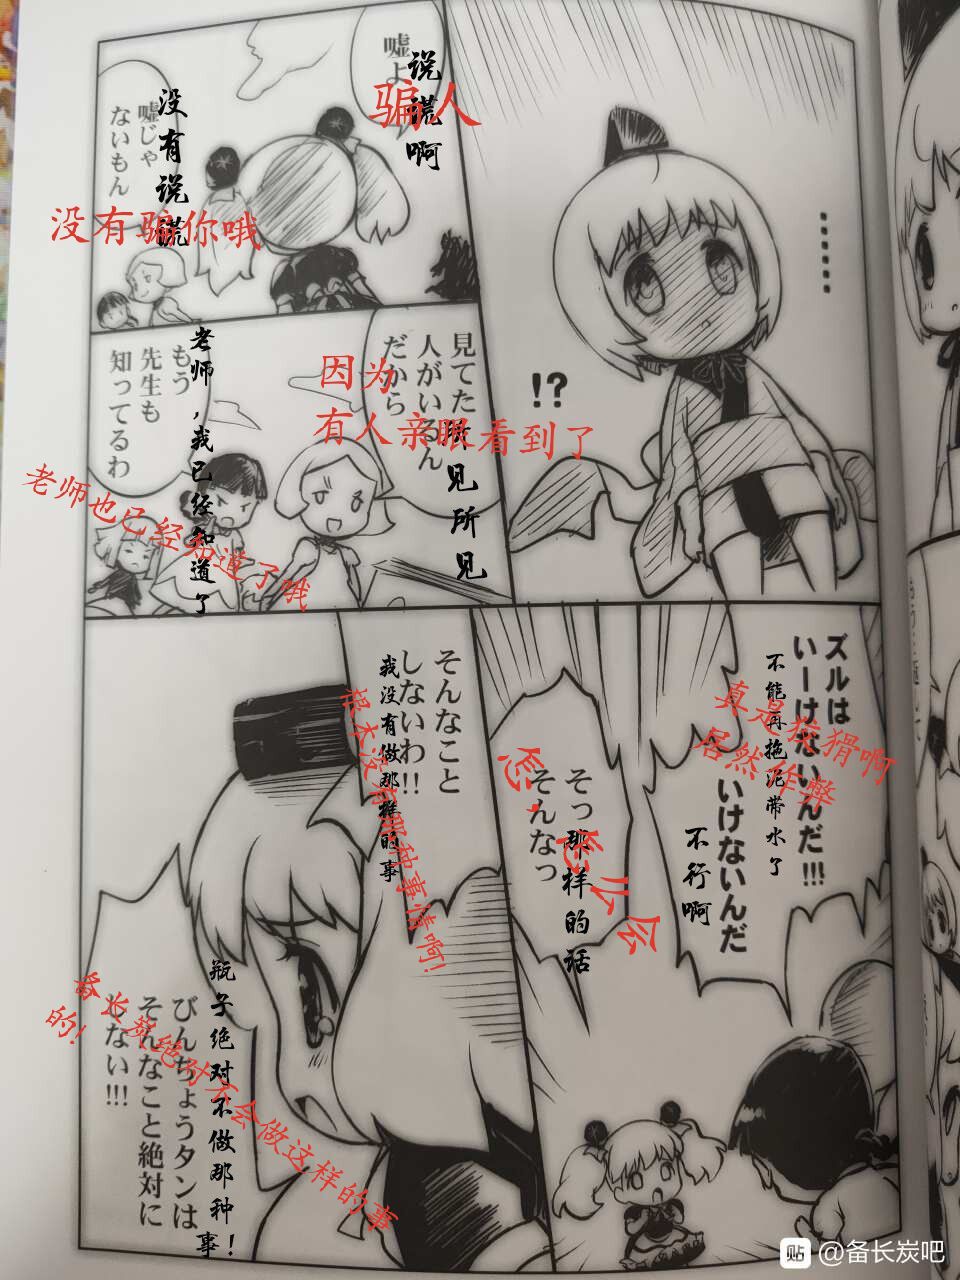 ……
!?
嘘よ
说谎啊
骗人
嘘じゃ
ないもん
没有说谎
没有骗你哦
見てた
人がいるん
だから
所见所见
因为
有人亲眼看到了
もう
先生も
知ってるわ
老师，我已经知道了
老师也已经知道了哦
ズルは
いーけないんだ!!!
いけないんだ
不能再拖泥带水了
不行啊
真是狡猾啊
居然作弊
そっ
そんなっ
那样的话
怎.怎么会
そんなこと
しないわ!!
我没有做那样的事
根本没有那种事情啊!
びんちょうタンは
そんなこと絶対に
しない!!!
瓶子绝对不做那种事!
备长炭绝对不会做这样的事
的!
贴 @备长炭吧